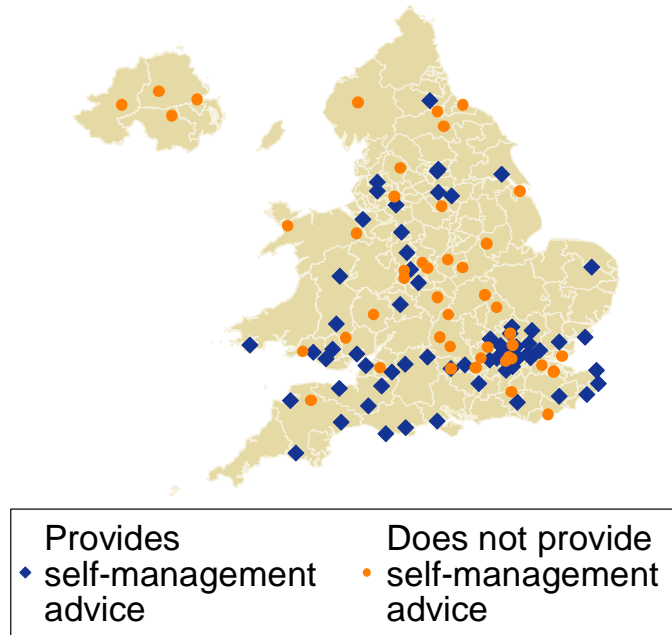 Provides
self-management
advice
Does not provide
self-management
advice